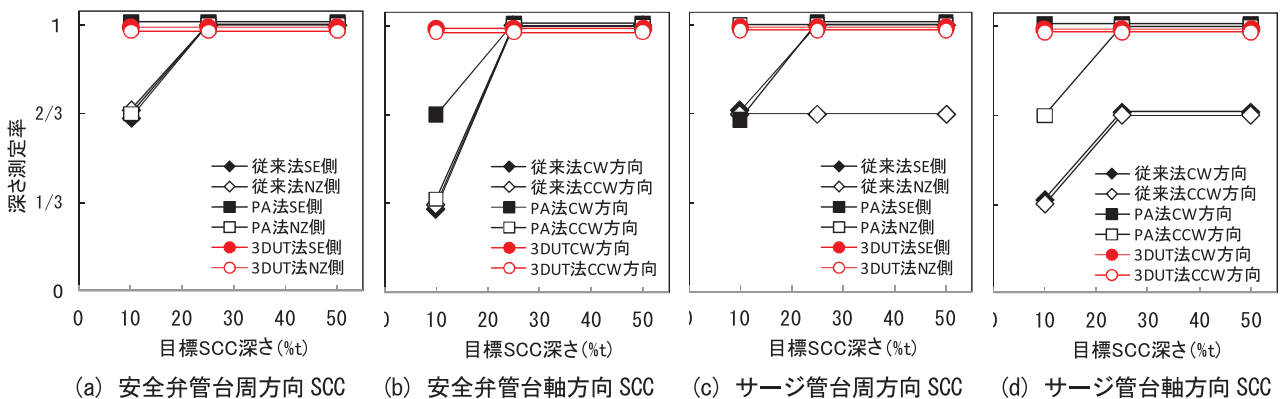 深さ測定率
1
2/3
1/3
0
従来法SE側
従来法NZ側
PA法SE側
PA法NZ側
3DUT法SE側
3DUT法NZ側
0 10 20 30 40 50
目標SCC深さ(%t)
(a) 安全弁管台周方向 SCC
従来法CW方向
従来法CCW方向
PA法CW方向
PA法CCW方向
3DUTCW方向
3DUT法CCW方向
10 20 30 40 50
目標SCC深さ(%t)
(b) 安全弁管台軸方向 SCC
従来法SE側
従来法NZ側
PA法SE側
PA法NZ側
3DUT法SE側
3DUT法NZ側
10 20 30 40 50
目標SCC深さ(%t)
(c) サージ管台周方向 SCC
従来法CW方向
従来法CCW方向
PA法CW方向
PA法CCW方向
3DUT法CW方向
3DUT法CCW方向
10 20 30 40 50
目標SCC深さ(%t)
(d) サージ管台軸方向 SCC